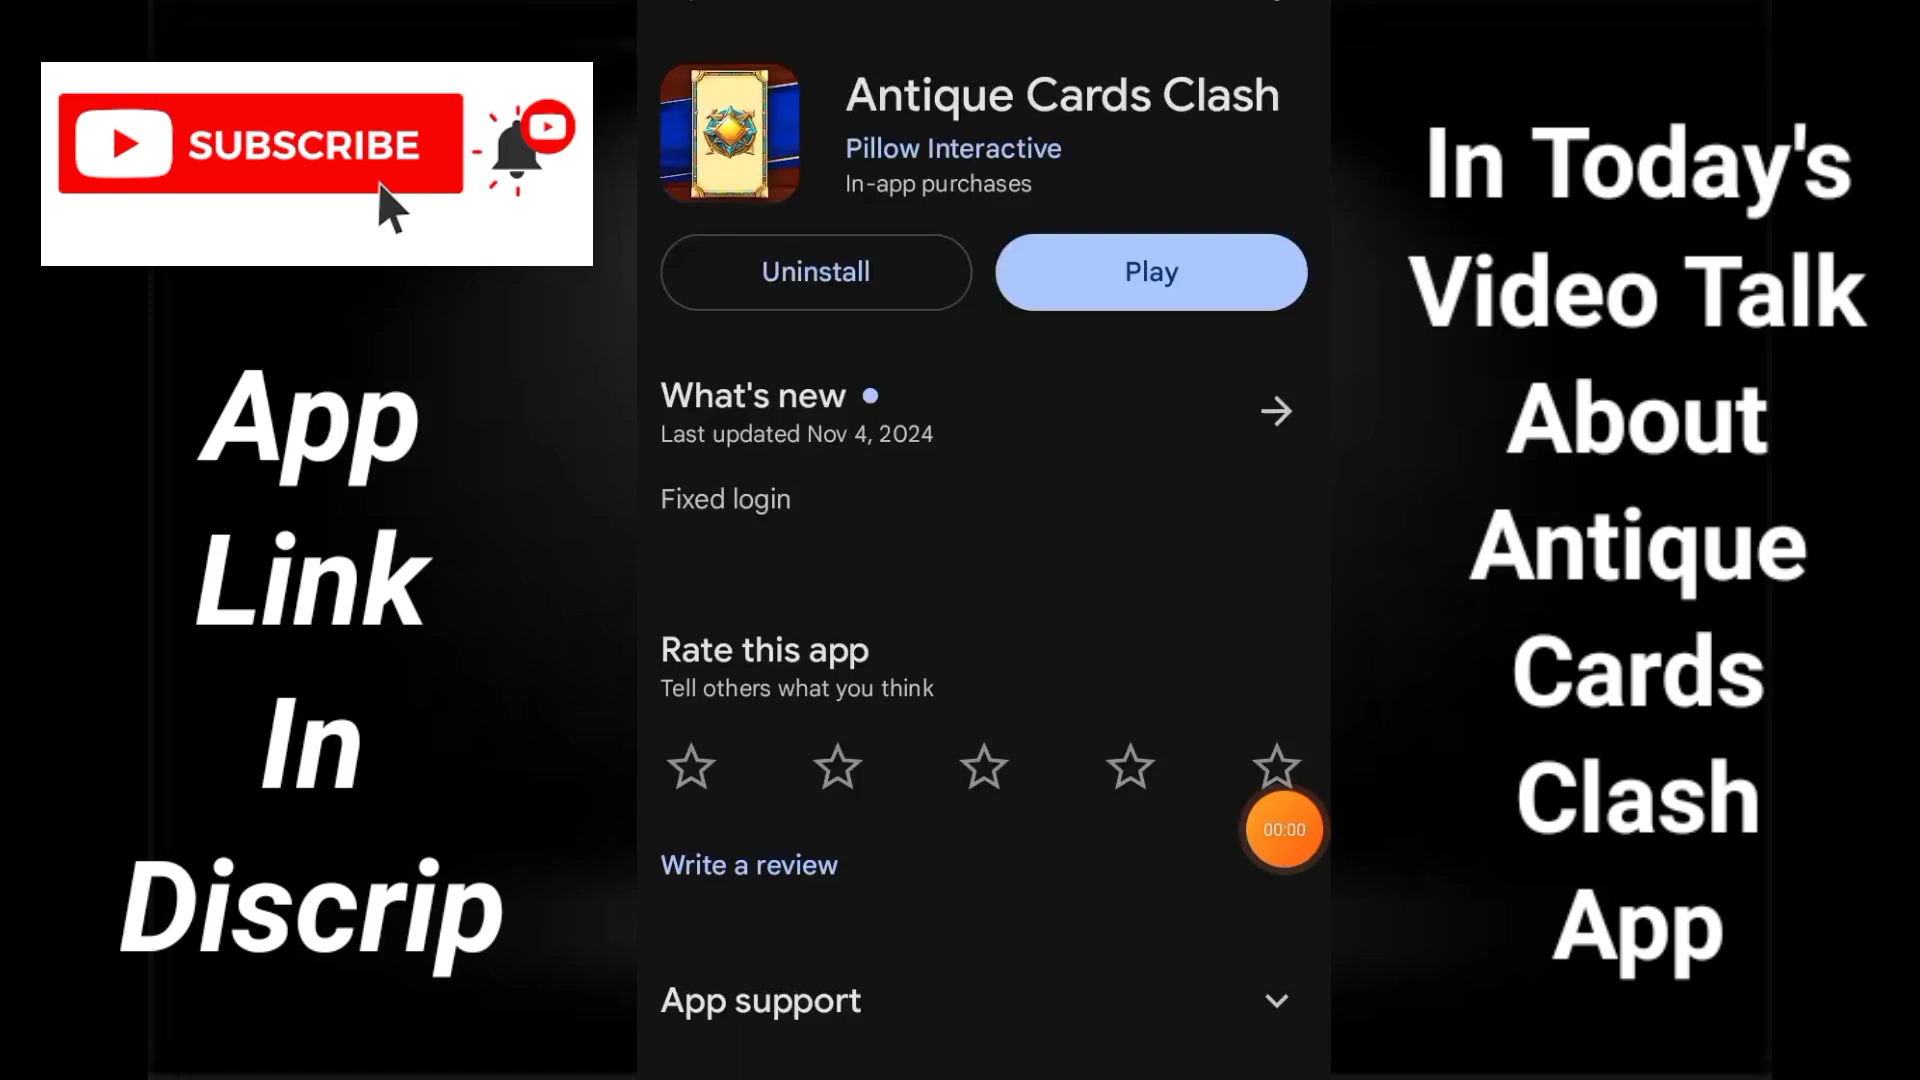 SUBSCRIBE
App
Link
In
Discrip
Antique Cards Clash
Pillow Interactive
In-app purchases
Uninstall
Play
What's new
Last updated Nov 4, 2024
Fixed login
Rate this app
Tell others what you think
00:00
Write a review
App support
In Today's
Video Talk
About
Antique
Cards
Clash
App